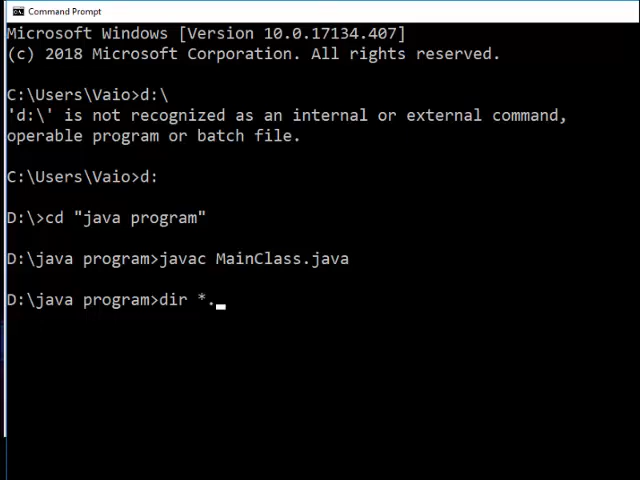 Command Prompt
Microsoft Windows [Version 10.0.17134.407]
(c) 2018 Microsoft Corporation. All rights reserved.
C:\Users\Vaio>d:\
'd:\' is not recognized as an internal or external command,
operable program or batch file.
C:\Users\Vaio>d:
D:\>cd "java program"
D:\java program>javac MainClass.java
D:\java program>dir *.